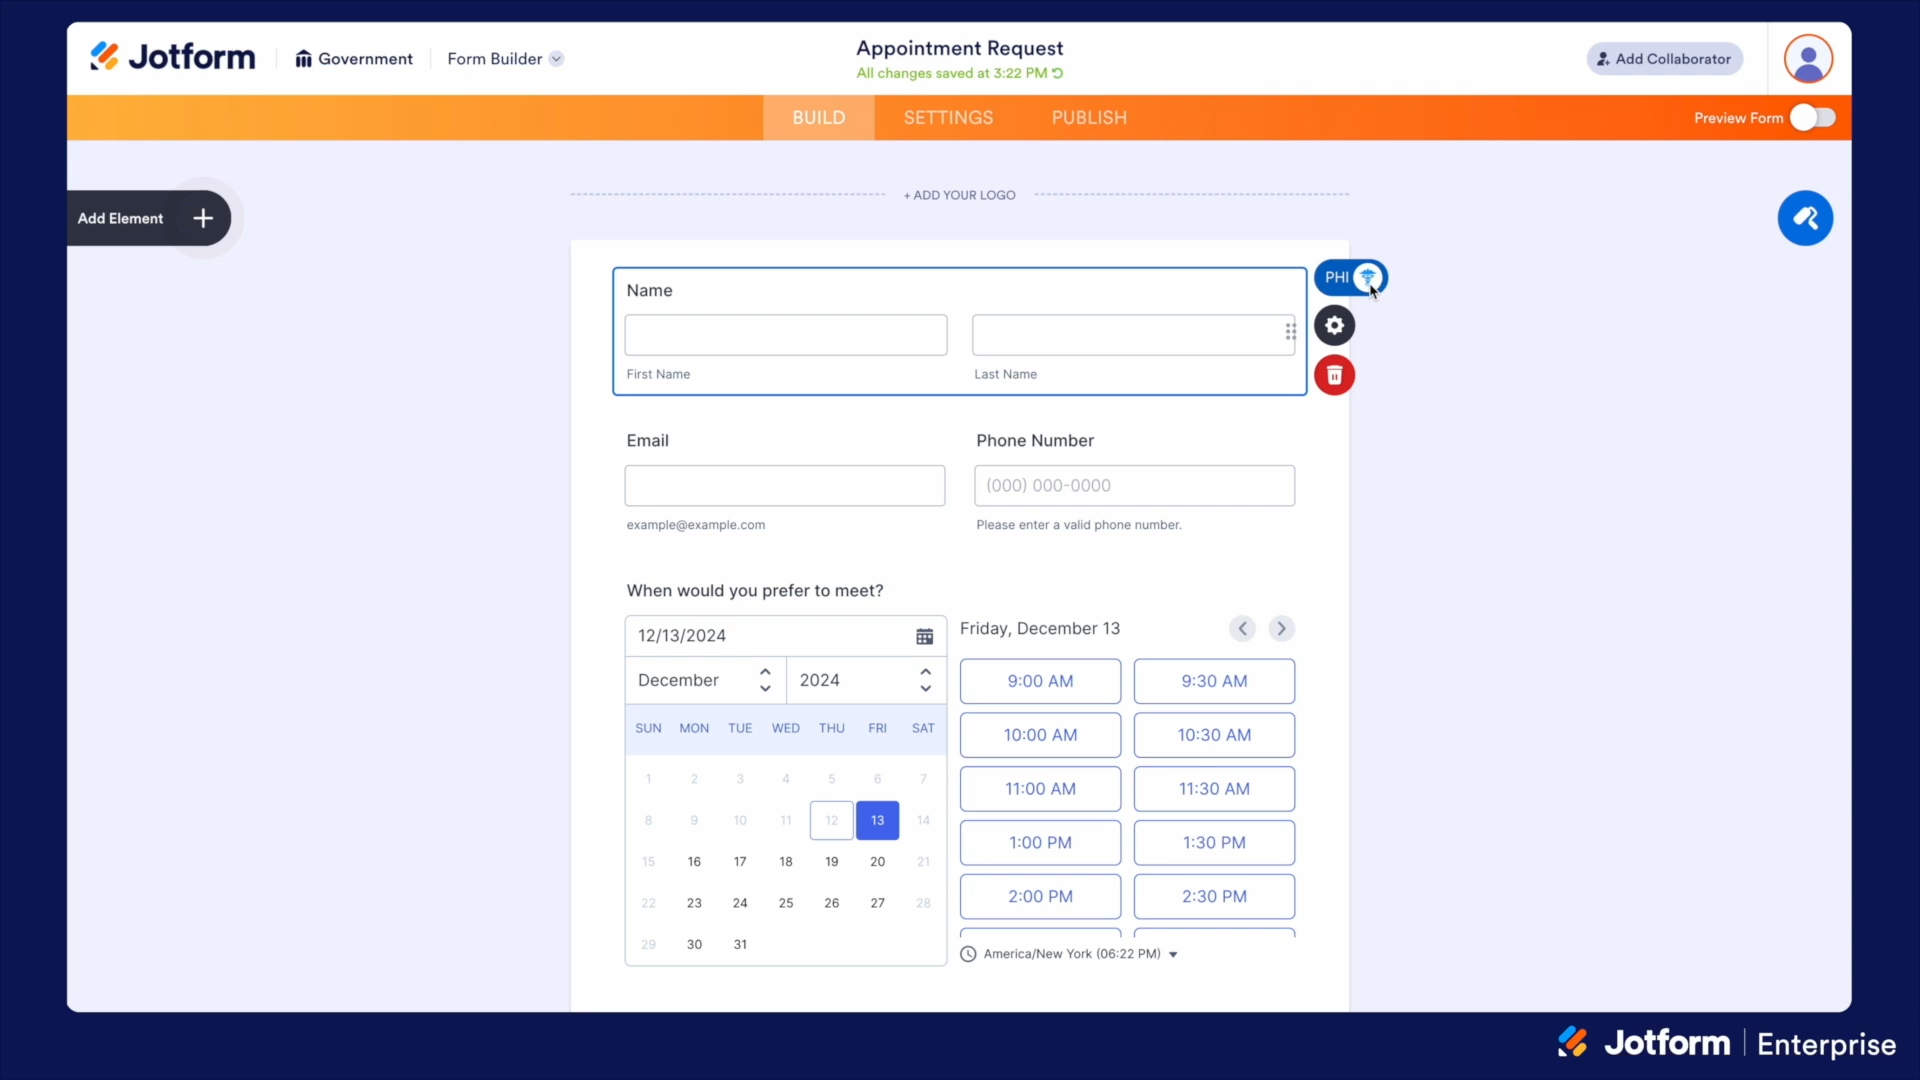 Jotform
Government
Form Builder
Appointment Request
All changes saved at 3:22 PM
Add Collaborator
BUILD
SETTINGS
PUBLISH
Preview Form
Add Element
+ ADD YOUR LOGO
PHI
Name
First Name
Last Name
Email
Phone Number
(000) 000-0000
example@example.com
Please enter a valid phone number.
When would you prefer to meet?
12/13/2024
Friday, December 13
December
2024
SUN MON TUE WED THU FRI SAT
1 2 3 4 5 6 7
8 9 10 11 12 13 14
15 16 17 18 19 20 21
22 23 24 25 26 27 28
29 30 31
9:00 AM 9:30 AM
10:00 AM 10:30 AM
11:00 AM 11:30 AM
1:00 PM 1:30 PM
2:00 PM 2:30 PM
America/New York (06:22 PM)
Jotform Enterprise